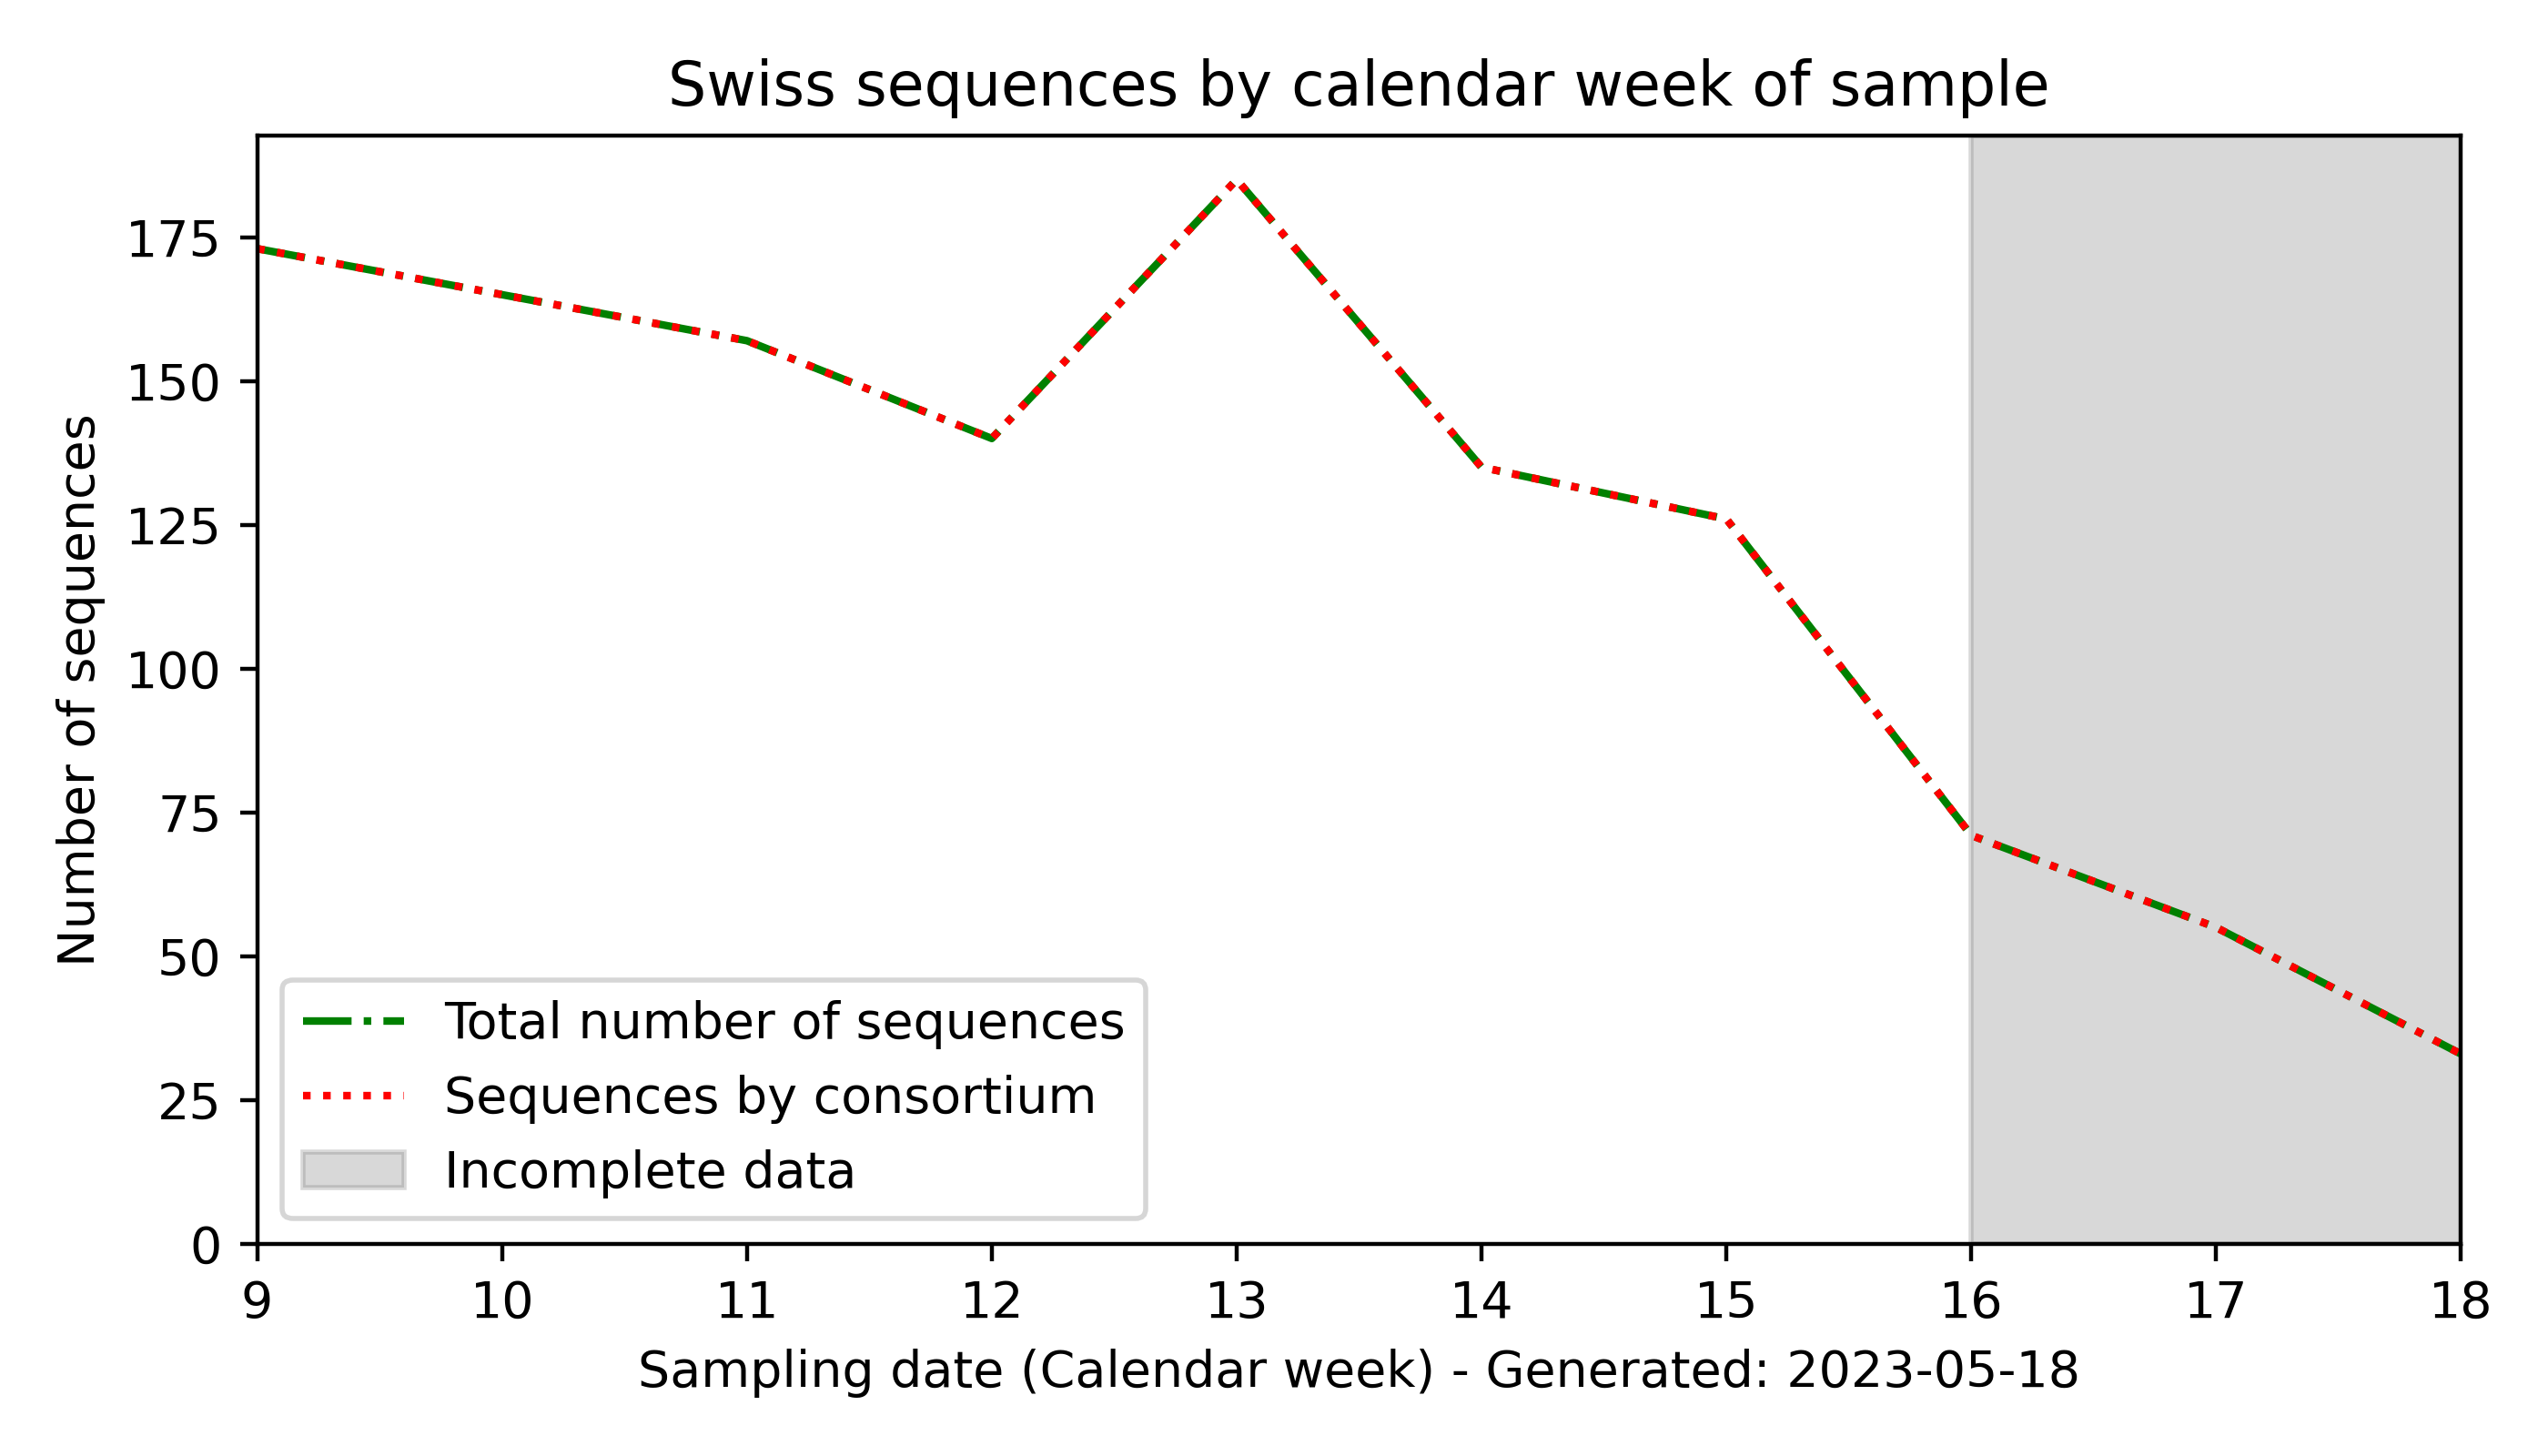 Swiss sequences by calendar week of sample
Number of sequences
175
150
125
100
75
50
25
0
Total number of sequences
Sequences by consortium
Incomplete data
9 10 11 12 13 14 15 16 17 18
Sampling date (Calendar week) - Generated: 2023-05-18